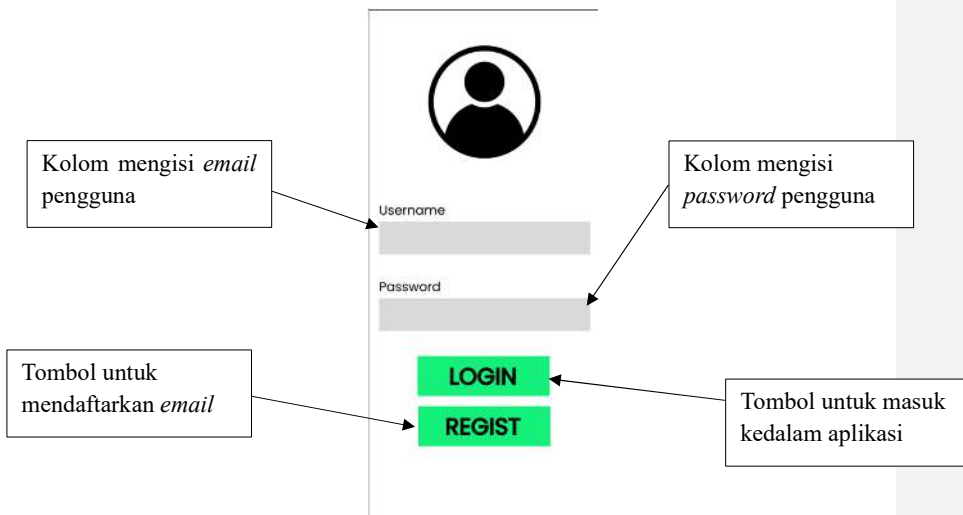 Kolom mengisi email
pengguna
Kolom mengisi
password pengguna
Username
Password
Tombol untuk
mendaftarkan email
LOGIN
REGIST
Tombol untuk masuk
kedalam aplikasi